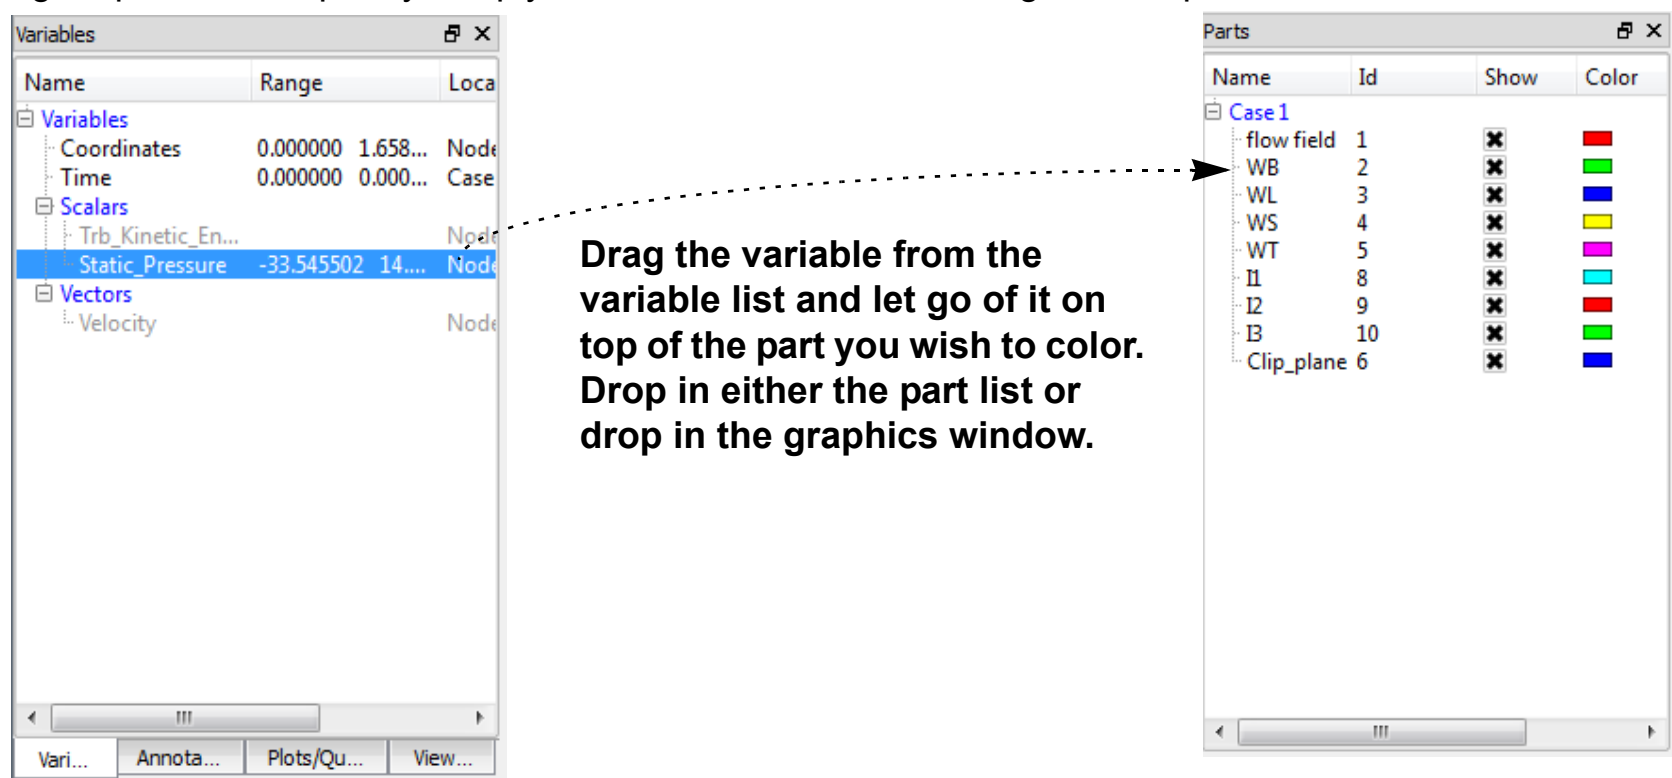 Variables
Name Range Loca
Variables
Coordinates 0.000000 1.658... Node
Time 0.000000 0.000... Case
Scalars
Trb_Kinetic_En... Node
Static_Pressure -33.545502 14.... Node
Vectors
Velocity Node
Vari... Annota... Plots/Qu... View...
Drag the variable from the
variable list and let go of it on
top of the part you wish to color.
Drop in either the part list or
drop in the graphics window.
Parts
Name Id Show Color
Case 1
flow field 1
WB 2
WL 3
WS 4
WT 5
I1 8
I2 9
I3 10
Clip_plane 6